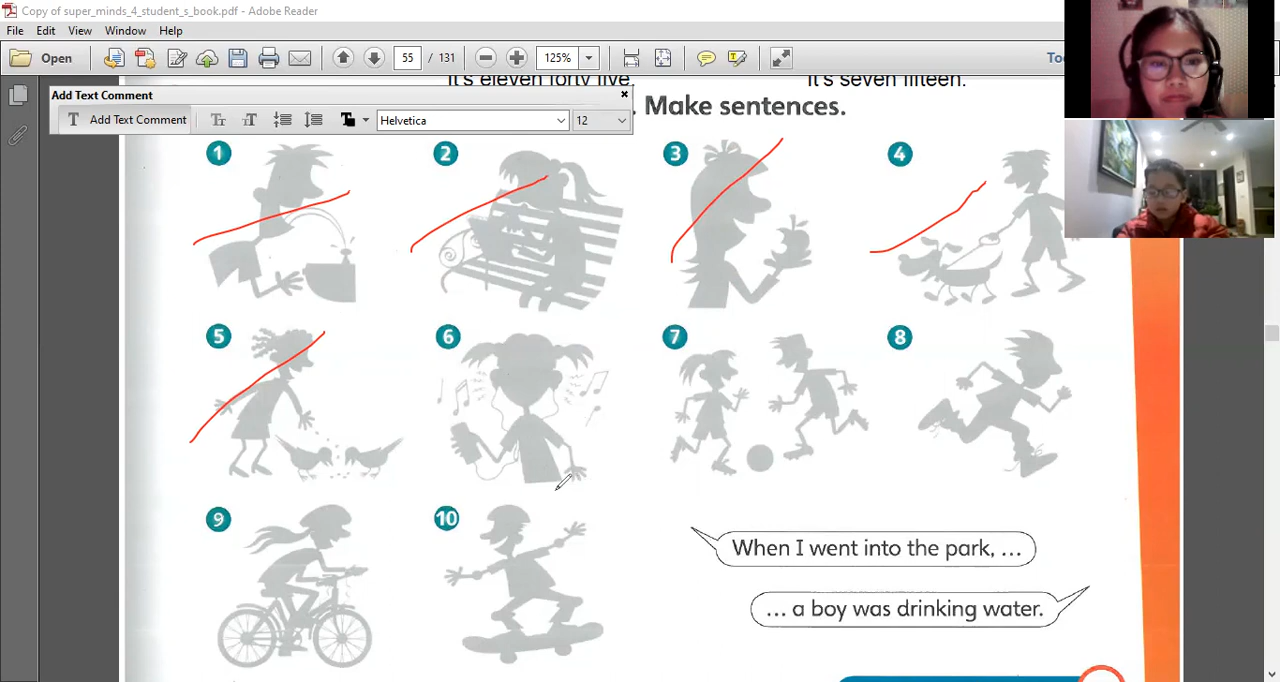 Copy of super_minds_4_student_s_book.pdf - Adobe Reader
File Edit View Window Help
Open 55 / 131 125%
It's eleven forty five. It's seven fifteen.
Add Text Comment
. Make sentences.
T Add Text Comment Helvetica 12
1 2 3 4
5 6 7 8
9 10
When I went into the park, ...
... a boy was drinking water.